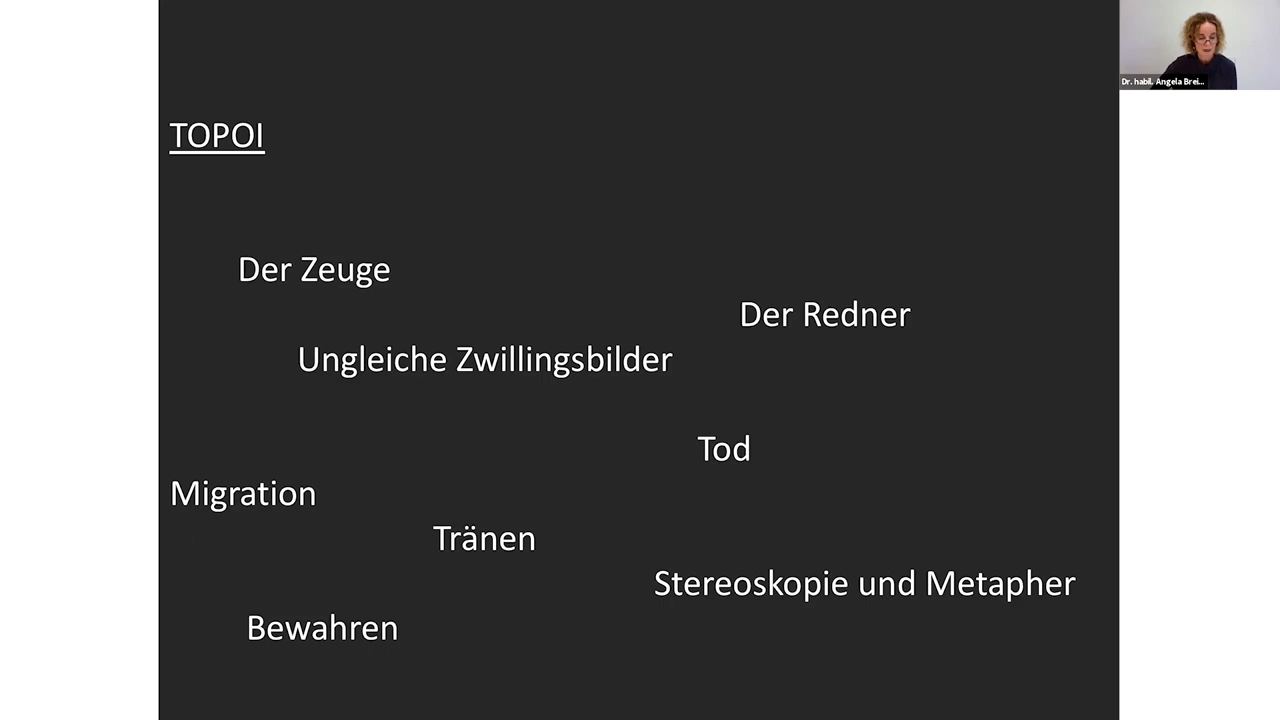 TOPOI
Der Zeuge
Der Redner
Ungleiche Zwillingsbilder
Tod
Migration
Tränen
Stereoskopie und Metapher
Bewahren
Dr. habil. Angela Brei...